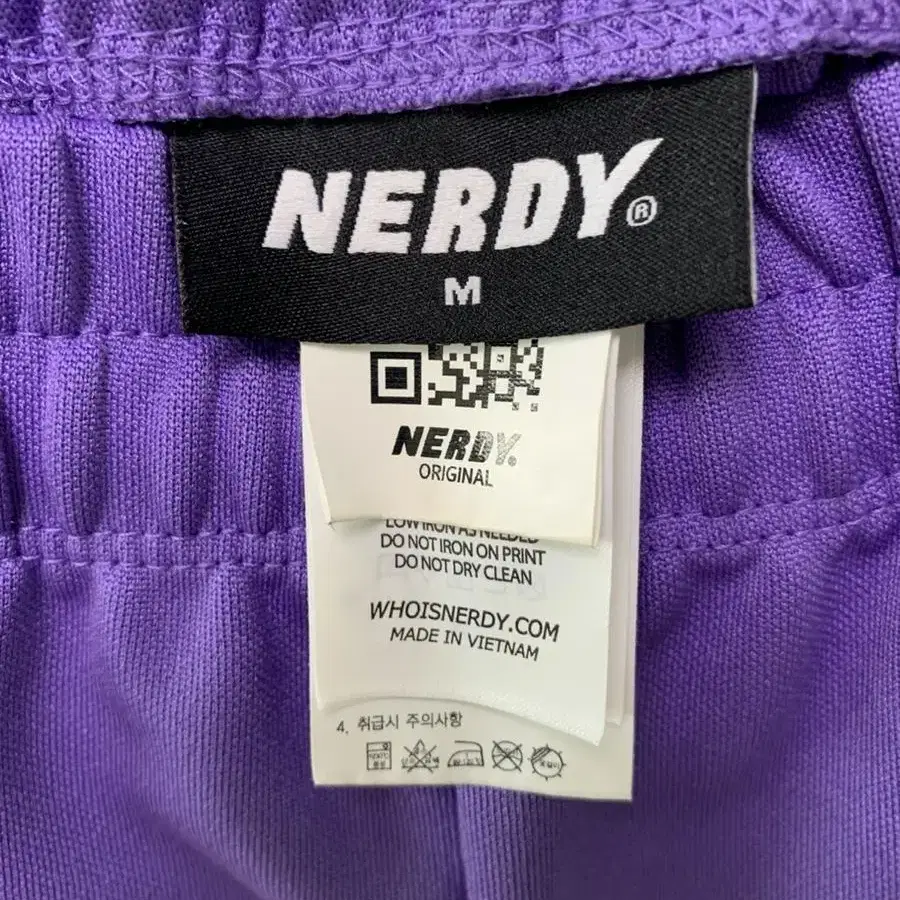 NERDY®
M
NERDY.
ORIGINAL
LOW IRON AS NEEDED
DO NOT IRON ON PRINT
DO NOT DRY CLEAN
WHOISNERDY.COM
MADE IN VIETNAM
4. 취급시 주의사항